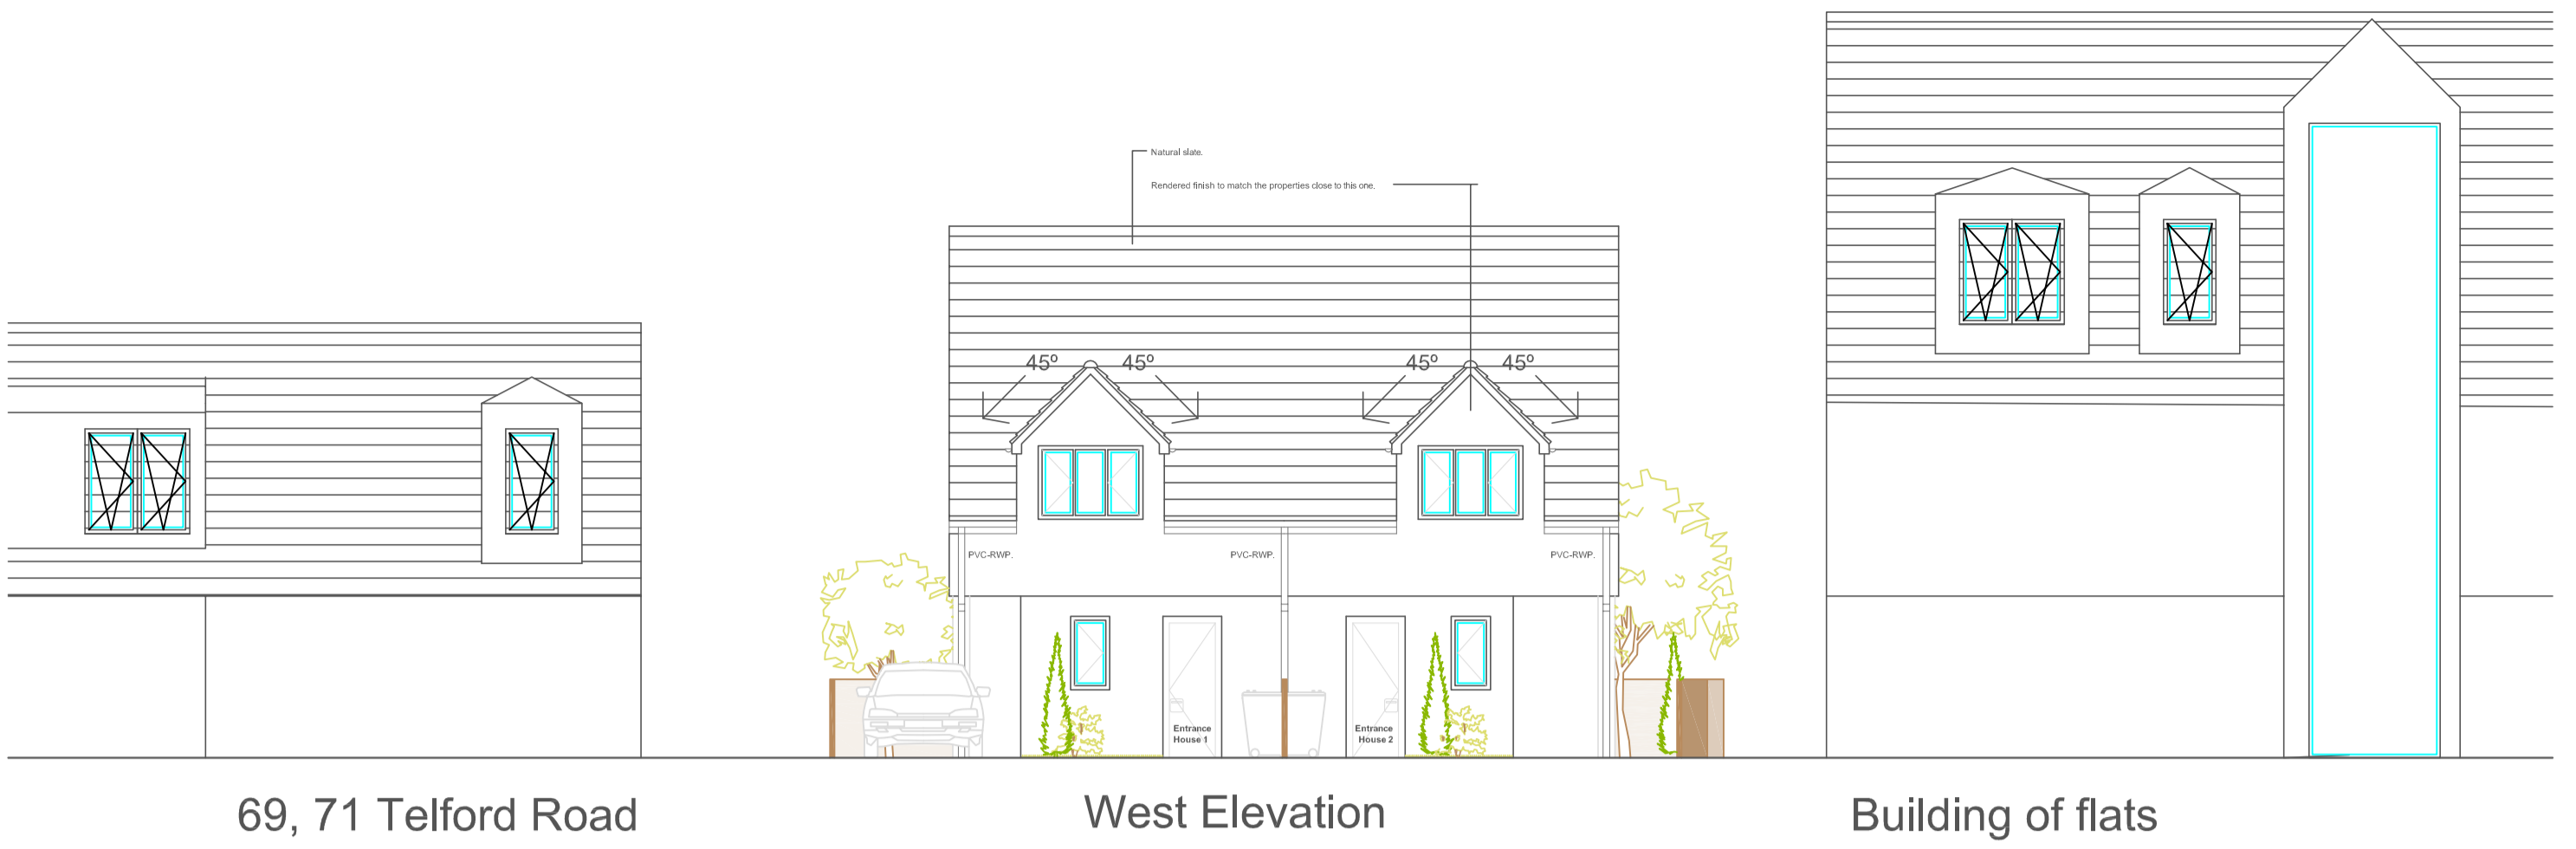 Natural slate.
Rendered finish to match the properties close to this one.
45º
45º
45º
45º
PVC-RWP.
PVC-RWP.
PVC-RWP.
Entrance
House 1
Entrance
House 2
69, 71 Telford Road
West Elevation
Building of flats